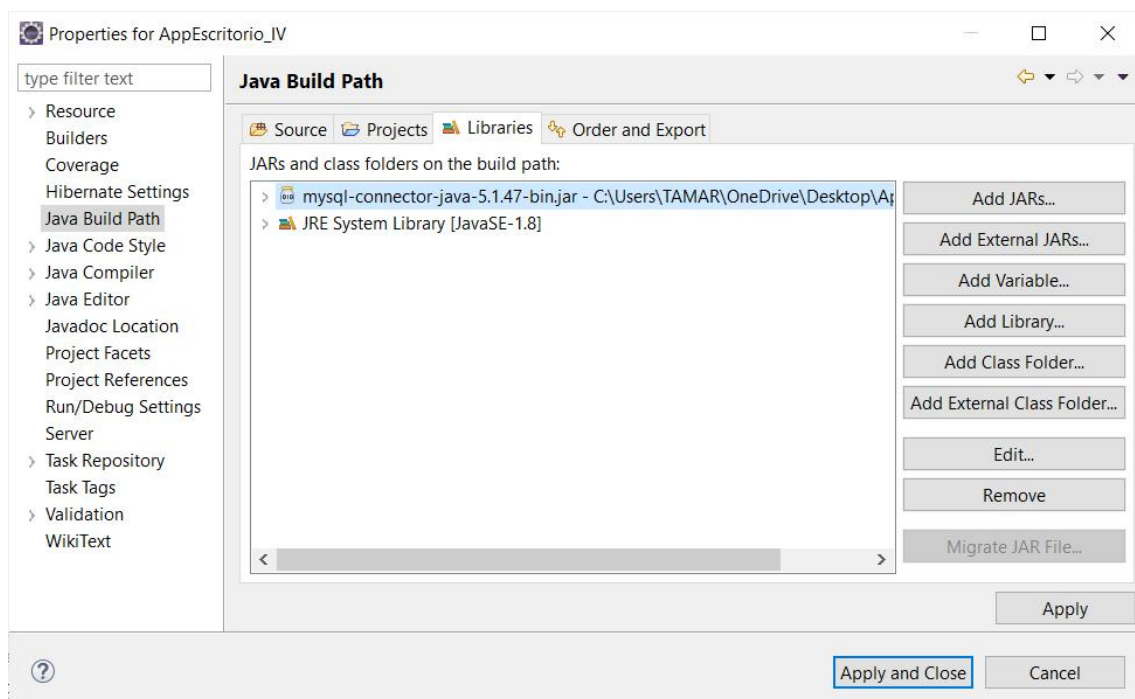 Properties for AppEscritorio_IV
type filter text
Resource
Builders
Coverage
Hibernate Settings
Java Build Path
Java Code Style
Java Compiler
Java Editor
Javadoc Location
Project Facets
Project References
Run/Debug Settings
Server
Task Repository
Task Tags
Validation
WikiText
Java Build Path
Source
Projects
Libraries
Order and Export
JARs and class folders on the build path:
mysql-connector-java-5.1.47-bin.jar - C:\Users\TAMAR\OneDrive\Desktop\Ap
JRE System Library [JavaSE-1.8]
Add JARs...
Add External JARs...
Add Variable...
Add Library...
Add Class Folder...
Add External Class Folder...
Edit...
Remove
Migrate JAR File...
Apply
Apply and Close
Cancel